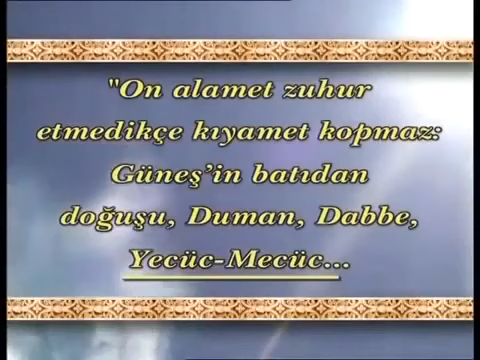 "On alamet zuhur
etmedikçe kıyamet kopmaz:
Güneş'in batıdan
doğuşu, Duman, Dabbe,
Yecüc-Mecüc...